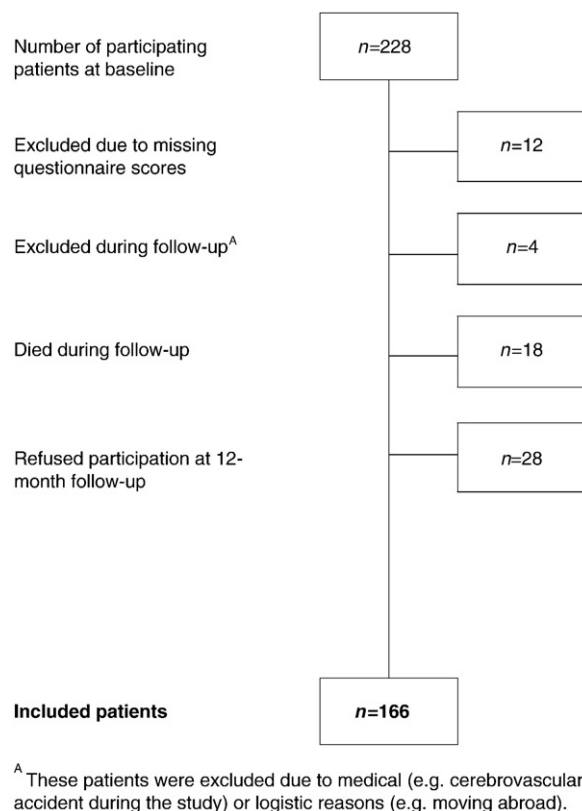 Number of participating
patients at baseline
n=228
Excluded due to missing
questionnaire scores
n=12
Excluded during follow-up^A
n=4
Died during follow-up
n=18
Refused participation at 12-
month follow-up
n=28
Included patients
n=166
A These patients were excluded due to medical (e.g. cerebrovascular
accident during the study) or logistic reasons (e.g. moving abroad).